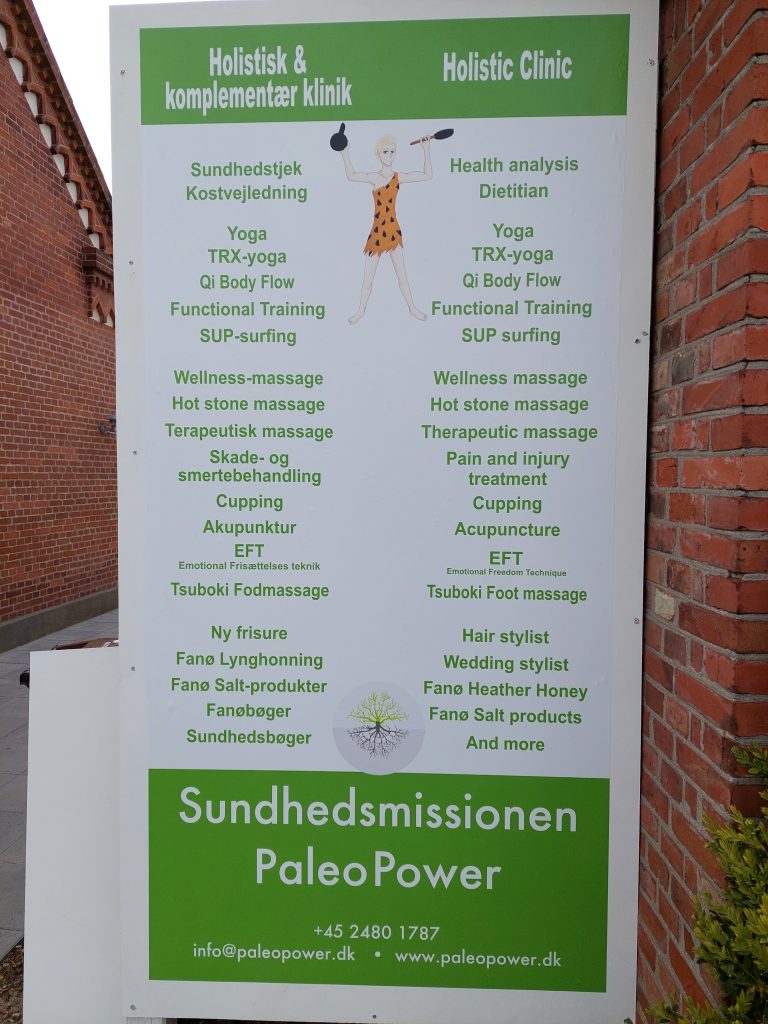 Holistisk &
komplementær klinik
Sundhedstjek
Kostvejledning
Yoga
TRX-yoga
Qi Body Flow
Functional Training
SUP-surfing
Wellness-massage
Hot stone massage
Terapeutisk massage
Skade- og
smertebehandling
Cupping
Akupunktur
EFT
Emotional Frisættelses teknik
Tsuboki Fodmassage
Ny frisure
Fanø Lynghonning
Fanø Salt-produkter
Fanøbøger
Sundhedsbøger
Holistic Clinic
Health analysis
Dietitian
Yoga
TRX-yoga
Qi Body Flow
Functional Training
SUP surfing
Wellness massage
Hot stone massage
Therapeutic massage
Pain and injury
treatment
Cupping
Acupuncture
EFT
Emotional Freedom Technique
Tsuboki Foot massage
Hair stylist
Wedding stylist
Fanø Heather Honey
Fanø Salt products
And more
Sundhedsmissionen
PaleoPower
+45 2480 1787
info@paleopower.dk • www.paleopower.dk